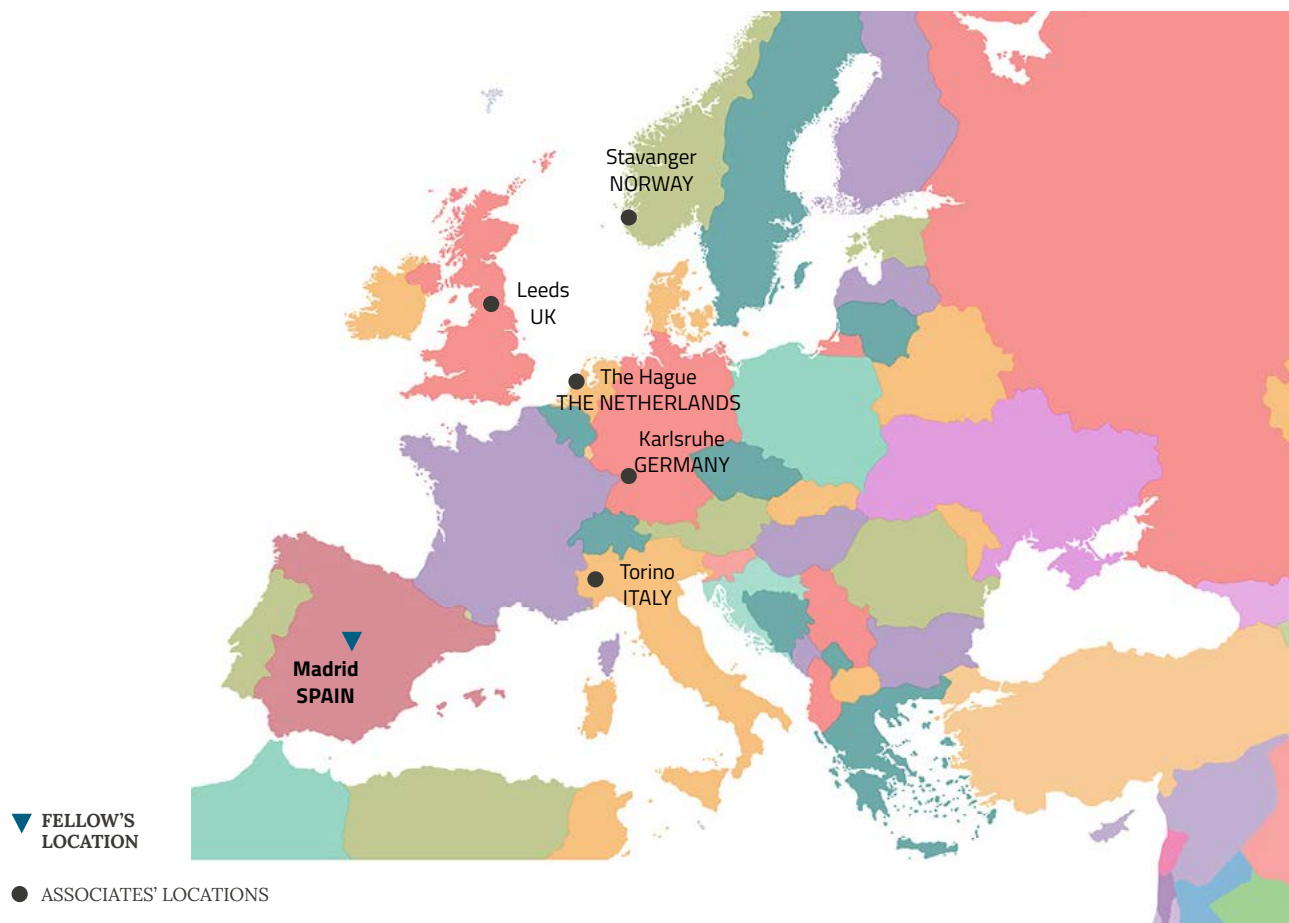 Stavanger
NORWAY
Leeds
UK
The Hague
THE NETHERLANDS
Karlsruhe
GERMANY
Torino
ITALY
Madrid
SPAIN
FELLOW’S
LOCATION
ASSOCIATES’ LOCATIONS